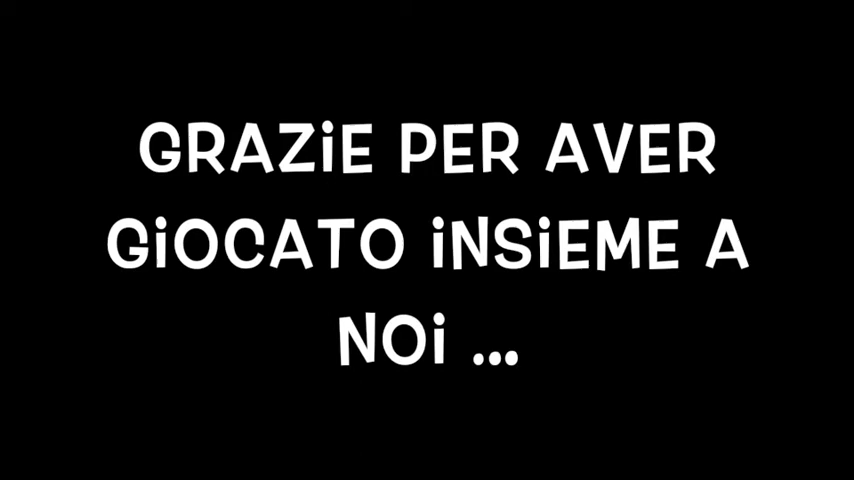 GRAZiE PER AVER
GiOCATO iNSiEME A
NOi ...